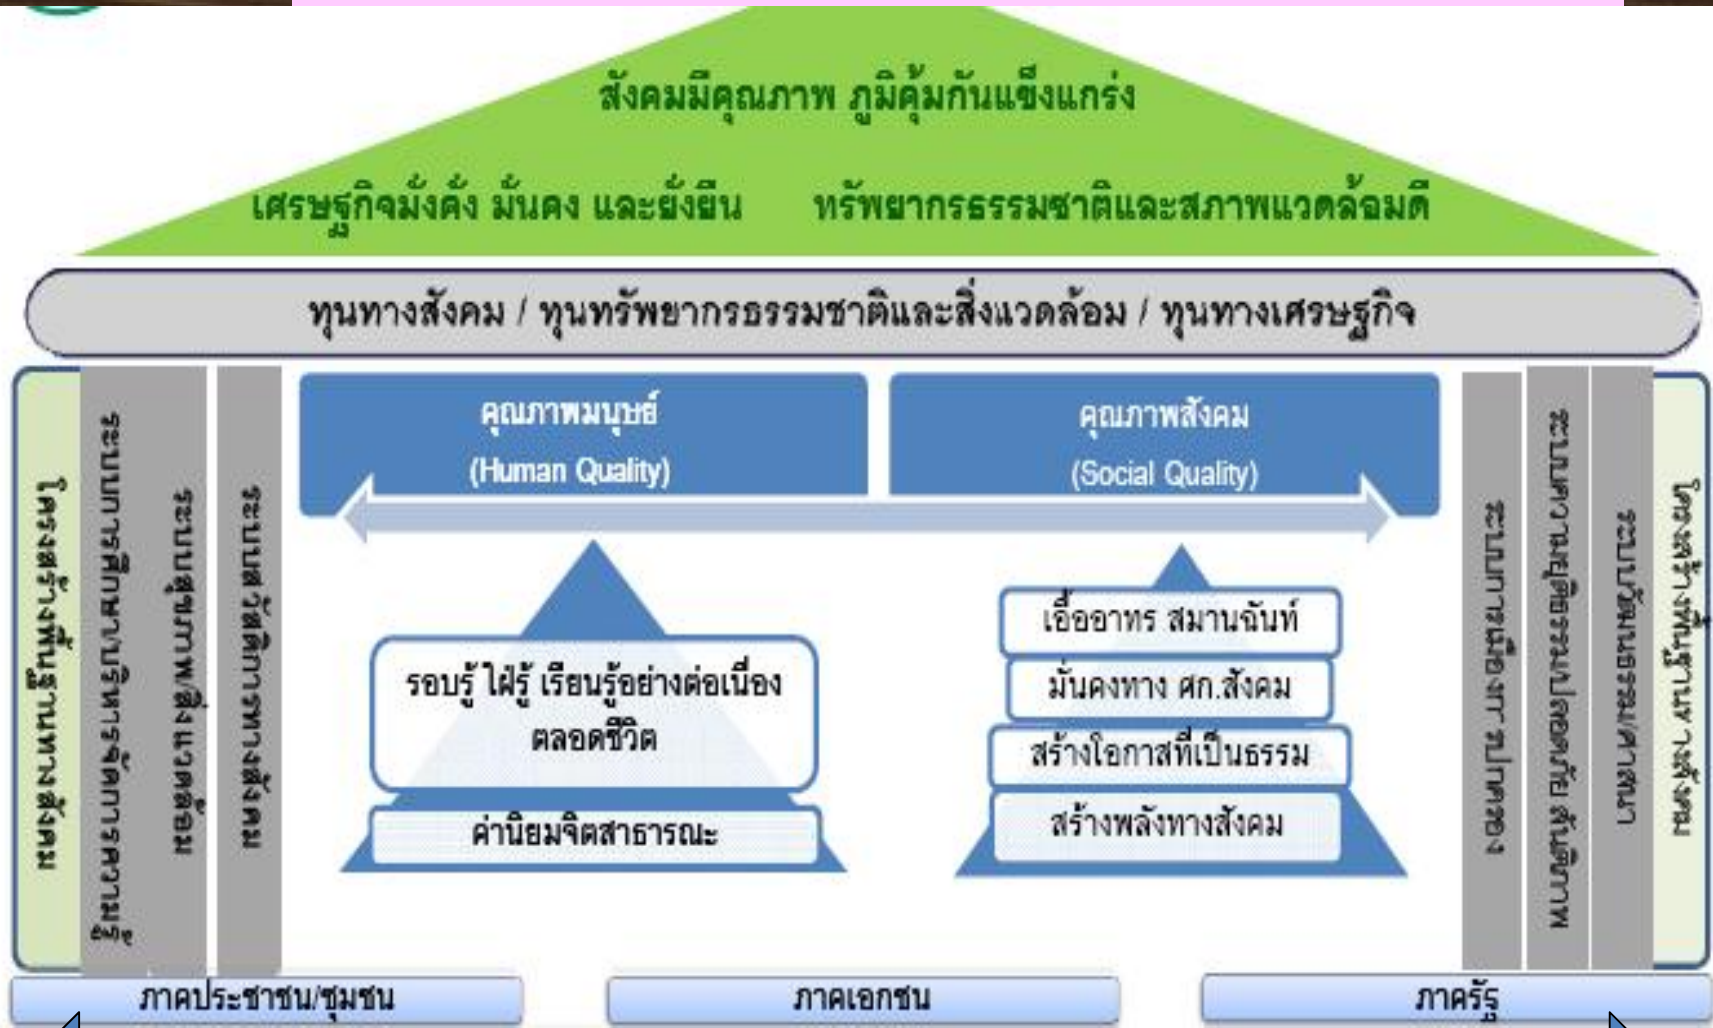 สังคมมีคุณภาพ ภูมิคุ้มกันแข็งแกร่ง
เศรษฐกิจมั่งคั่ง มั่นคง และยั่งยืน ทรัพยากรธรรมชาติและสภาพแวดล้อมดี
ทุนทางสังคม / ทุนทรัพยากรธรรมชาติและสิ่งแวดล้อม / ทุนทางเศรษฐกิจ
โครงสร้างพื้นฐานทางสังคม
ระบบการศึกษา/บริหารจัดการความรู้
ระบบสุขภาพ/สิ่งแวดล้อม
ระบบสวัสดิการทางสังคม
คุณภาพมนุษย์
(Human Quality)
รอบรู้ ใฝ่รู้ เรียนรู้อย่างต่อเนื่อง
ตลอดชีวิต
ค่านิยมจิตสาธารณะ
คุณภาพสังคม
(Social Quality)
เอื้ออาทร สมานฉันท์
มั่นคงทาง ศก.สังคม
สร้างโอกาสที่เป็นธรรม
สร้างพลังทางสังคม
ระบบการเมืองการปกครอง
ระบบความยุติธรรม/ปลอดภัย สันติภาพ
ระบบวัฒนธรรม/ศาสนา
โครงสร้างพื้นฐานทางสังคม
ภาคประชาชน/ชุมชน
ภาคเอกชน
ภาครัฐ